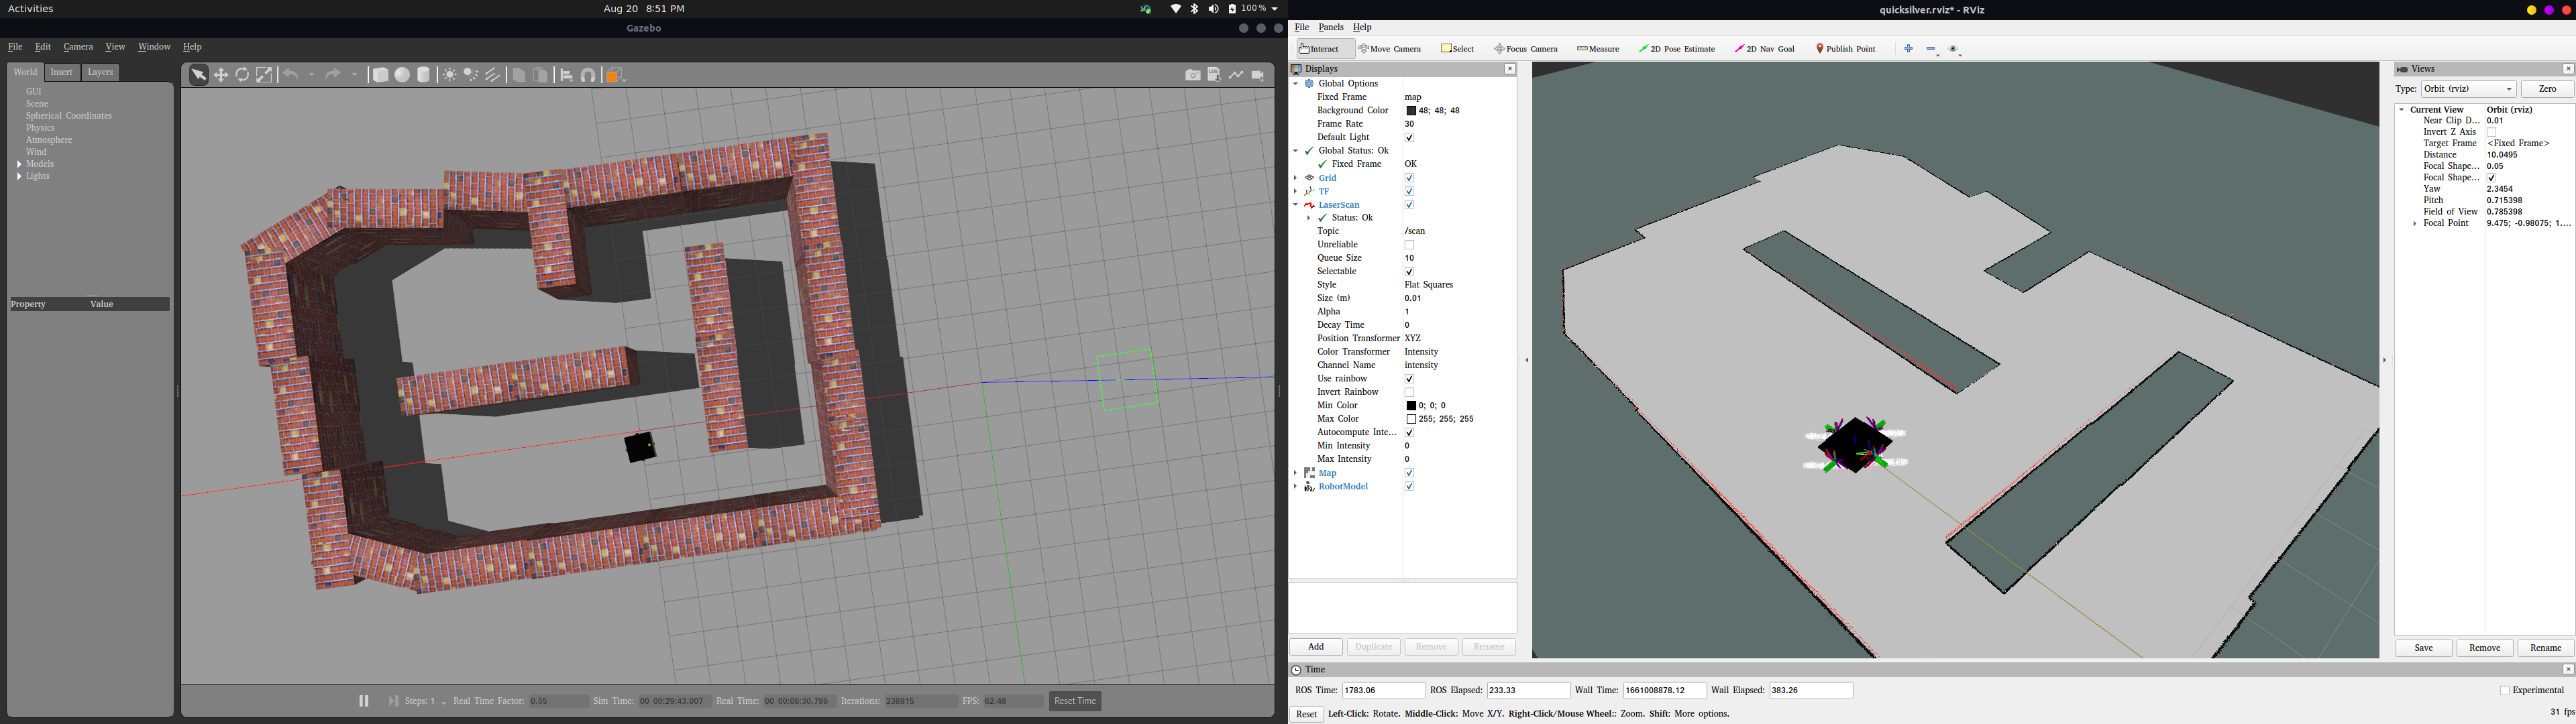 Activities
Aug 20 8:51 PM
100 %
Gazebo
File Edit Camera View Window Help
World Insert Layers
GUI
Scene
Spherical Coordinates
Physics
Atmosphere
Wind
Models
Lights
Property Value
Steps: 1 Real Time Factor: 0.55 Sim Time: 00 00:29:43.007 Real Time: 00 00:06:30.786 Iterations: 238815 FPS: 62.48 Reset Time
quicksilver.rviz* - RViz
File Panels Help
Interact Move Camera Select Focus Camera Measure 2D Pose Estimate 2D Nav Goal Publish Point
Displays
Global Options
Fixed Frame map
Background Color 48; 48; 48
Frame Rate 30
Default Light
Global Status: Ok
Fixed Frame OK
Grid
TF
LaserScan
Status: Ok
Topic /scan
Unreliable
Queue Size 10
Selectable
Style Flat Squares
Size (m) 0.01
Alpha 1
Decay Time 0
Position Transformer XYZ
Color Transformer Intensity
Channel Name intensity
Use rainbow
Invert Rainbow
Min Color 0; 0; 0
Max Color 255; 255; 255
Autocompute Inte...
Min Intensity 0
Max Intensity 0
Map
RobotModel
Add Duplicate Remove Rename
Views
Type: Orbit (rviz) Zero
Current View Orbit (rviz)
Near Clip D... 0.01
Invert Z Axis
Target Frame <Fixed Frame>
Distance 10.0495
Focal Shape... 0.05
Focal Shape...
Yaw 2.3454
Pitch 0.715398
Field of View 0.785398
Focal Point 9.475; -0.98075; 1....
Save Remove Rename
Time
ROS Time: 1783.06 ROS Elapsed: 233.33 Wall Time: 1661008878.12 Wall Elapsed: 383.26 Experimental
Reset Left-Click: Rotate. Middle-Click: Move X/Y. Right-Click/Mouse Wheel:: Zoom. Shift: More options. 31 fps